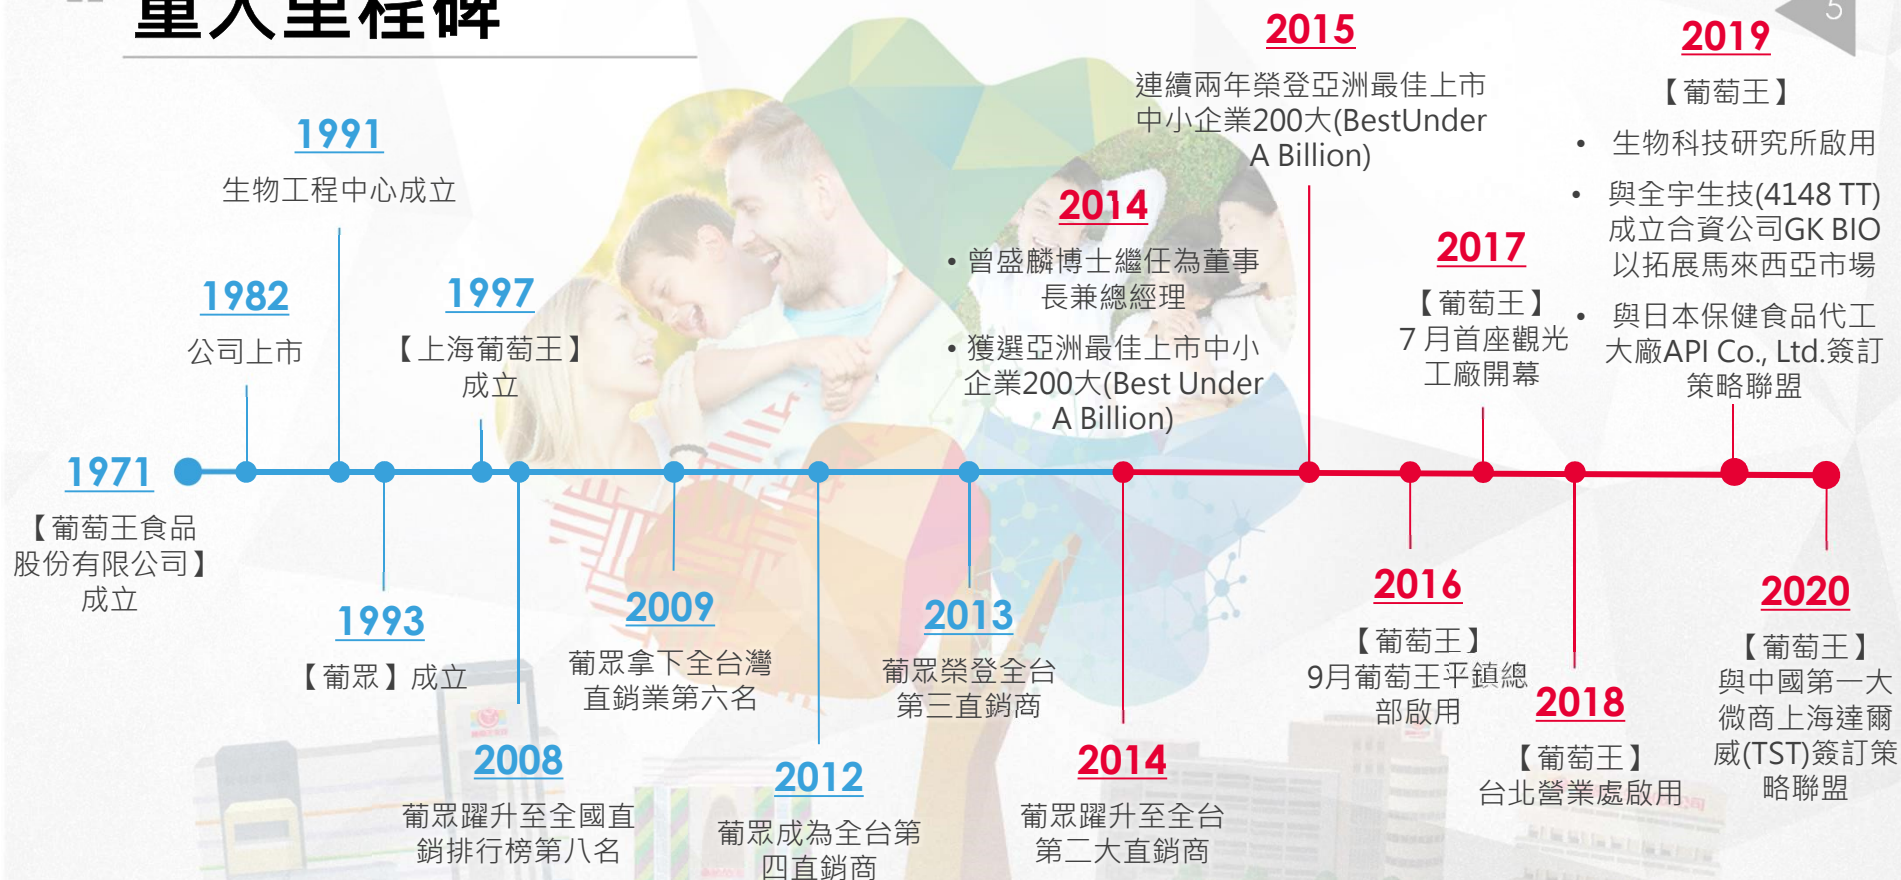 重大里程碑
5
1971
【葡萄王食品
股份有限公司】
成立
1982
公司上市
1991
生物工程中心成立
1993
【葡眾】成立
1997
【上海葡萄王】
成立
2008
葡眾躍升至全國直
銷排行榜第八名
2009
葡眾拿下全台灣
直銷業第六名
2012
葡眾成為全台第
四直銷商
2013
葡眾榮登全台
第三直銷商
2014
• 曾盛麟博士繼任為董事
長兼總經理
• 獲選亞洲最佳上市中小
企業200大(Best Under
A Billion)
2014
葡眾躍升至全台
第二大直銷商
2015
連續兩年榮登亞洲最佳上市
中小企業200大(BestUnder
A Billion)
2016
【葡萄王】
9月葡萄王平鎮總
部啟用
2017
【葡萄王】
7月首座觀光
工廠開幕
2018
【葡萄王】
台北營業處啟用
2019
【葡萄王】
• 生物科技研究所啟用
• 與全宇生技(4148 TT)
成立合資公司GK BIO
以拓展馬來西亞市場
• 與日本保健食品代工
大廠API Co., Ltd.簽訂
策略聯盟
2020
【葡萄王】
與中國第一大
微商上海達爾
威(TST)簽訂策
略聯盟